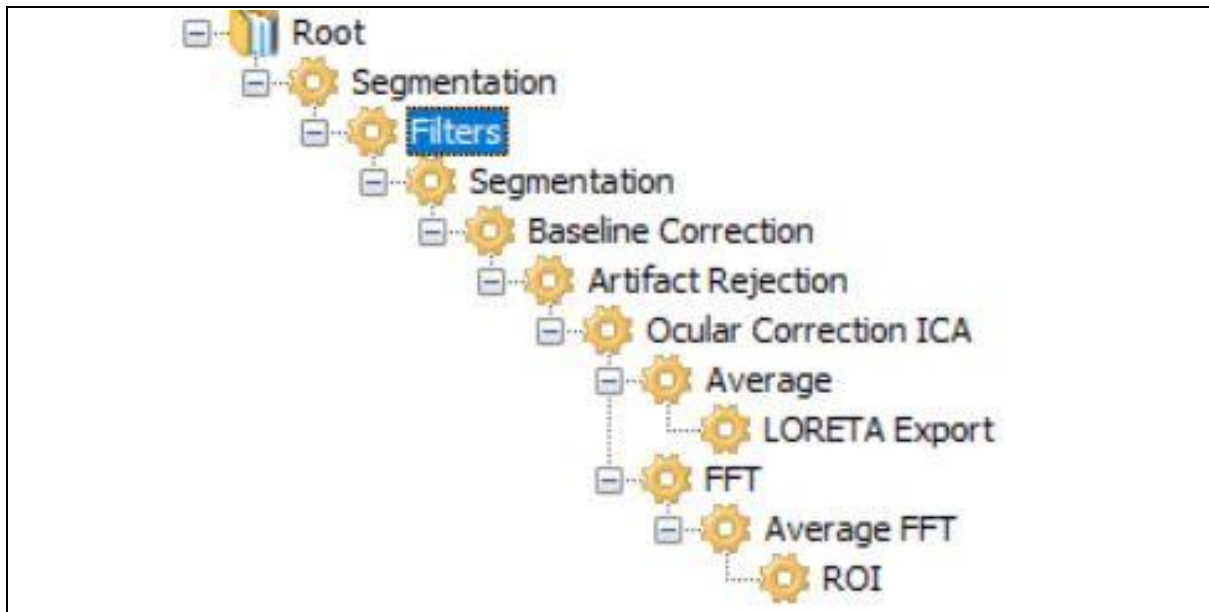 Root
Segmentation
Filters
Segmentation
Baseline Correction
Artifact Rejection
Ocular Correction ICA
Average
LORETA Export
FFT
Average FFT
ROI